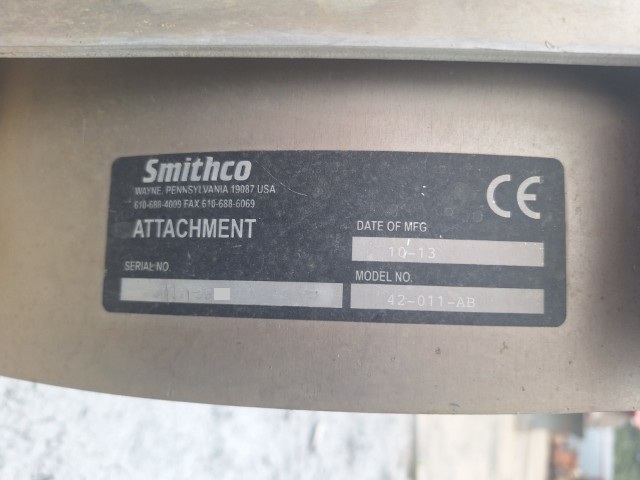 Smithco
WAYNE, PENNSYLVANIA 19087 USA
610-688-4009 FAX 610-688-6069
ATTACHMENT
CE
DATE OF MFG
10-13
SERIAL NO
MODEL NO.
42-011-AB